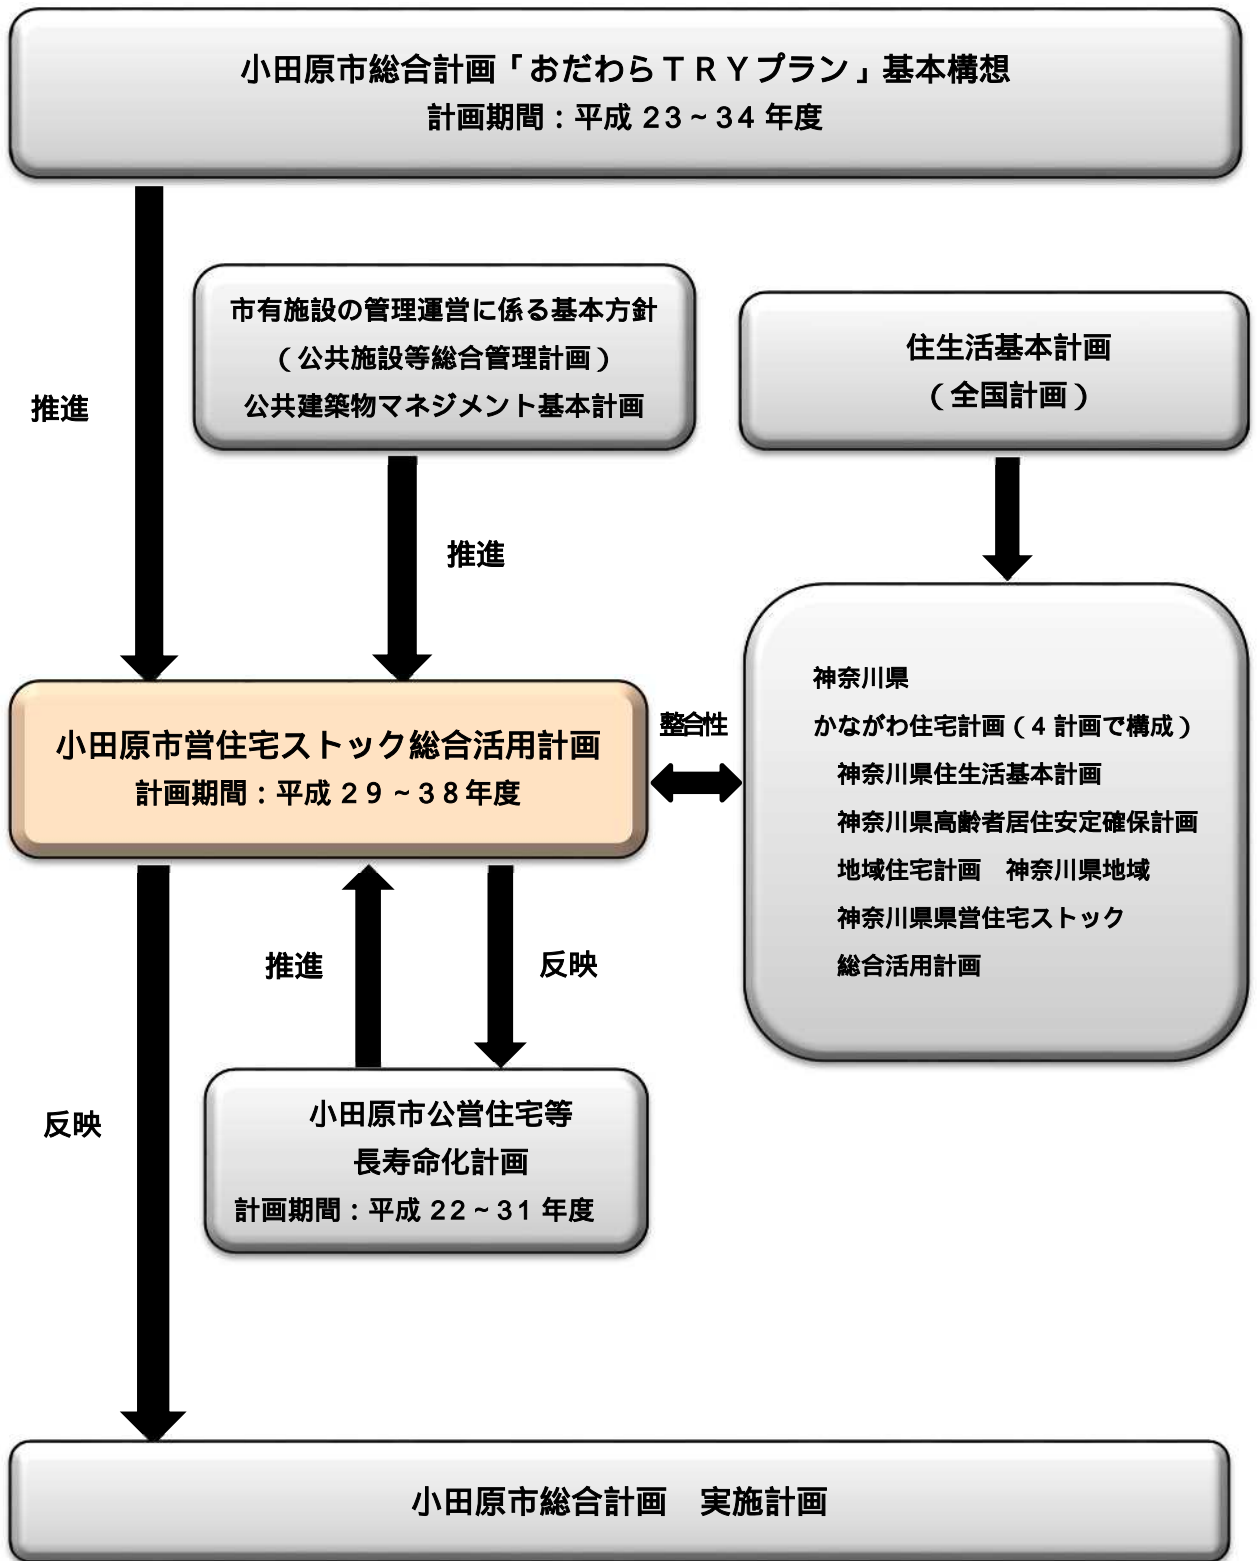 小田原市総合計画「おだわらＴＲＹプラン」基本構想
計画期間：平成 23～34 年度
市有施設の管理運営に係る基本方針
（公共施設等総合管理計画）
公共建築物マネジメント基本計画
住生活基本計画
（全国計画）
推進
推進
神奈川県
かながわ住宅計画（4 計画で構成）
神奈川県住生活基本計画
神奈川県高齢者居住安定確保計画
地域住宅計画　神奈川県地域
神奈川県県営住宅ストック
総合活用計画
整合性
小田原市営住宅ストック総合活用計画
計画期間：平成 29～38年度
推進
反映
反映
小田原市公営住宅等
長寿命化計画
計画期間：平成 22～31 年度
小田原市総合計画　実施計画